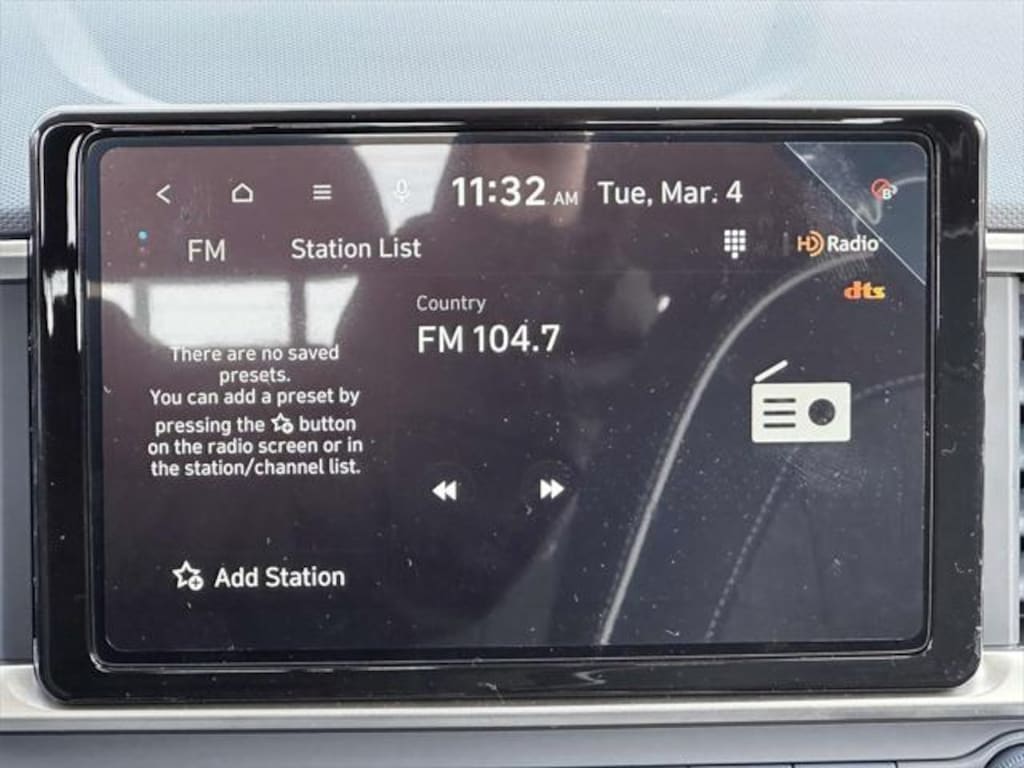 11:32 AM Tue, Mar. 4
FM Station List
HD Radio
dts
Country
FM 104.7
There are no saved
presets.
You can add a preset by
pressing the button
on the radio screen or in
the station/channel list.
Add Station